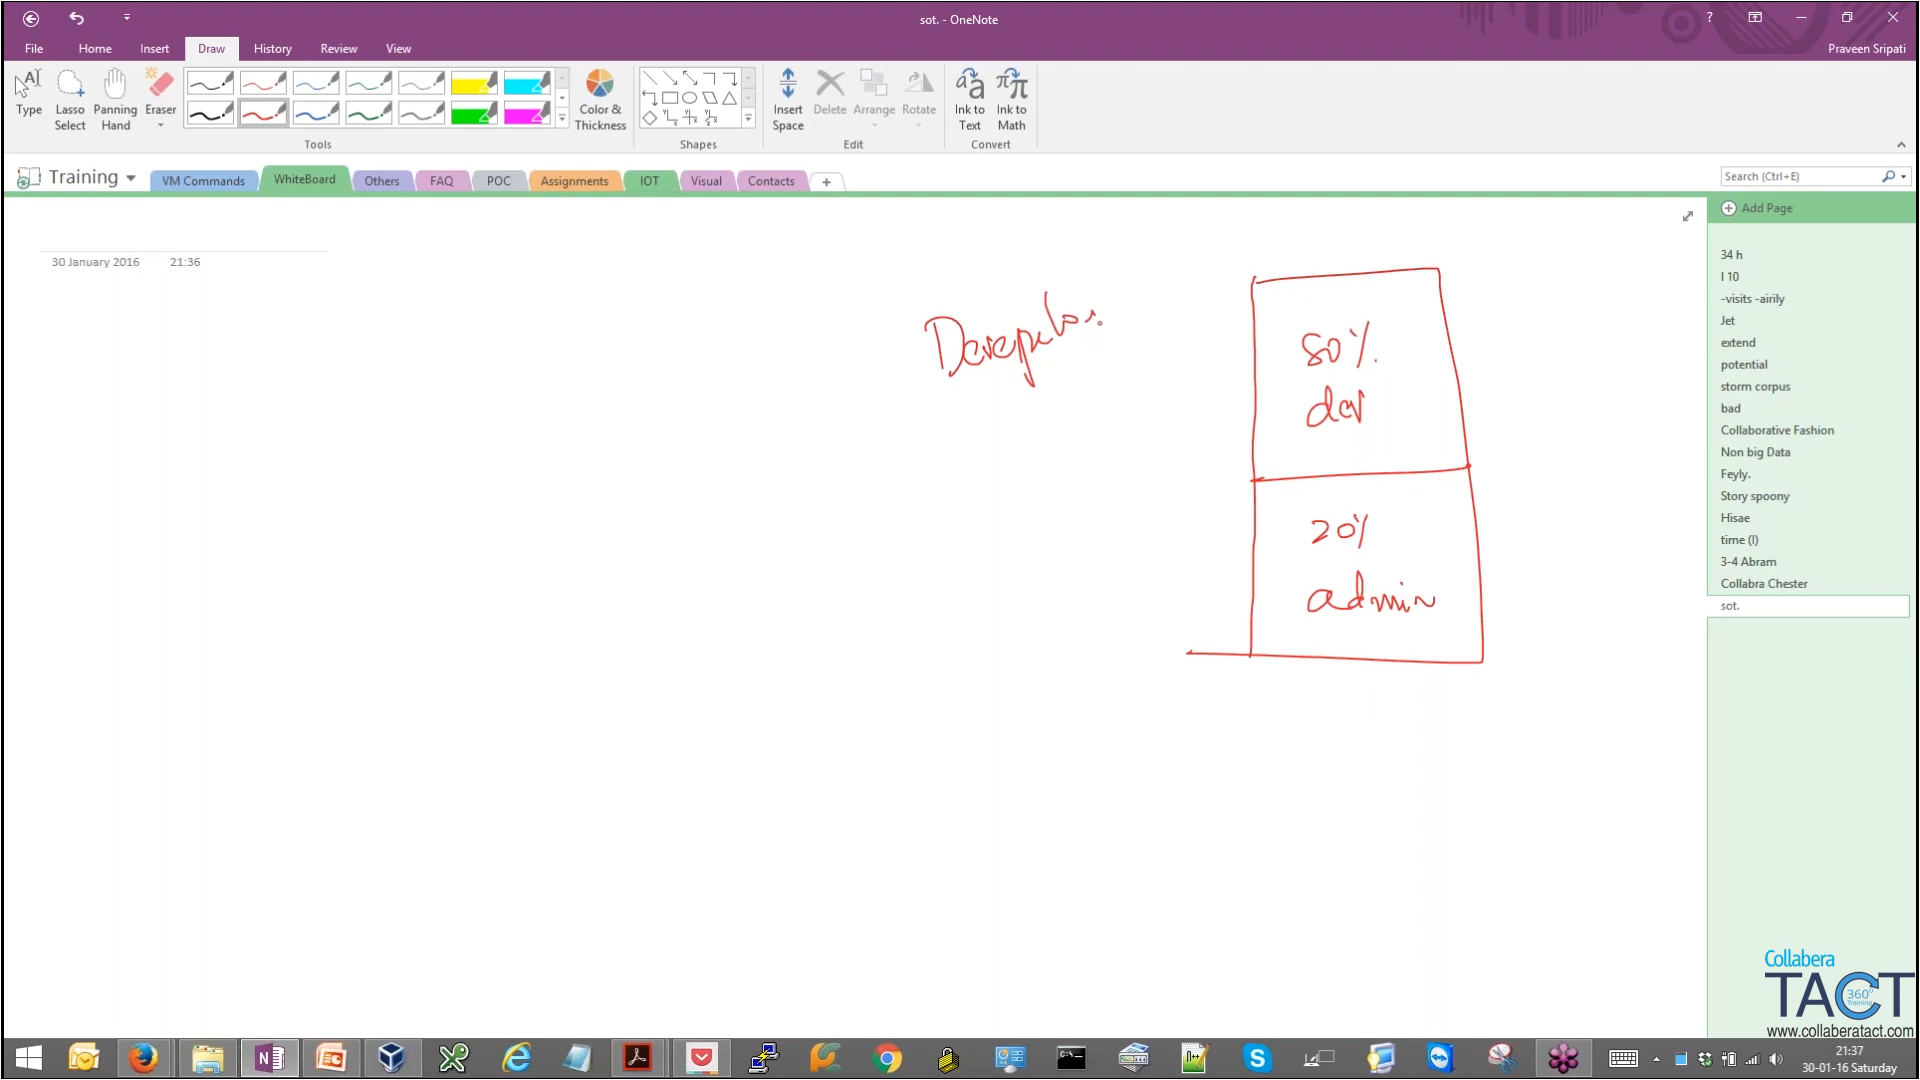 sot. - OneNote
?
File Home Insert Draw History Review View
Praveen Sripati
Type
Lasso Select
Panning Hand
Eraser
Color & Thickness
Insert Space
Delete
Arrange
Rotate
Ink to Text
Ink to Math
Tools
Shapes
Edit
Convert
Training
VM Commands WhiteBoard Others FAQ POC Assignments IOT Visual Contacts +
Search (Ctrl+E)
Add Page
30 January 2016 21:36
34 h
I 10
-visits -airily
Jet
extend
potential
storm corpus
bad
Collaborative Fashion
Non big Data
Feyly.
Story spoony
Hisae
time (l)
3-4 Abram
Collabra Chester
sot.
80%
dev
20%
admin
Collabera
TACT
360°
Training
www.collaberatact.com
21:37
30-01-16 Saturday